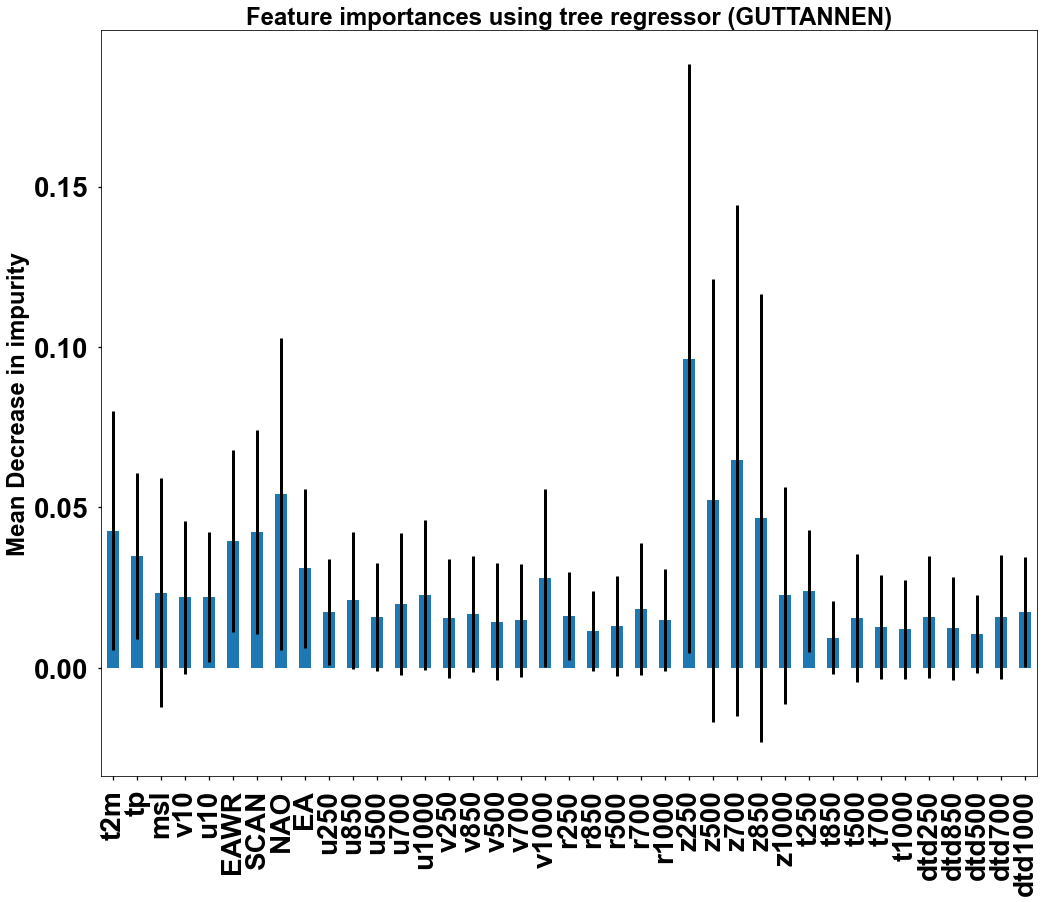 Feature importances using tree regressor (GUTTANNEN)
Mean Decrease in impurity
0.15
0.10
0.05
0.00
t2m
tp
msl
v10
u10
EAWR
SCAN
NAO
EA
u250
u850
u500
u700
u1000
v250
v850
v500
v700
v1000
r250
r850
r500
r700
r1000
z250
z500
z700
z850
z1000
t250
t850
t500
t700
t1000
dtd250
dtd850
dtd500
dtd700
dtd1000